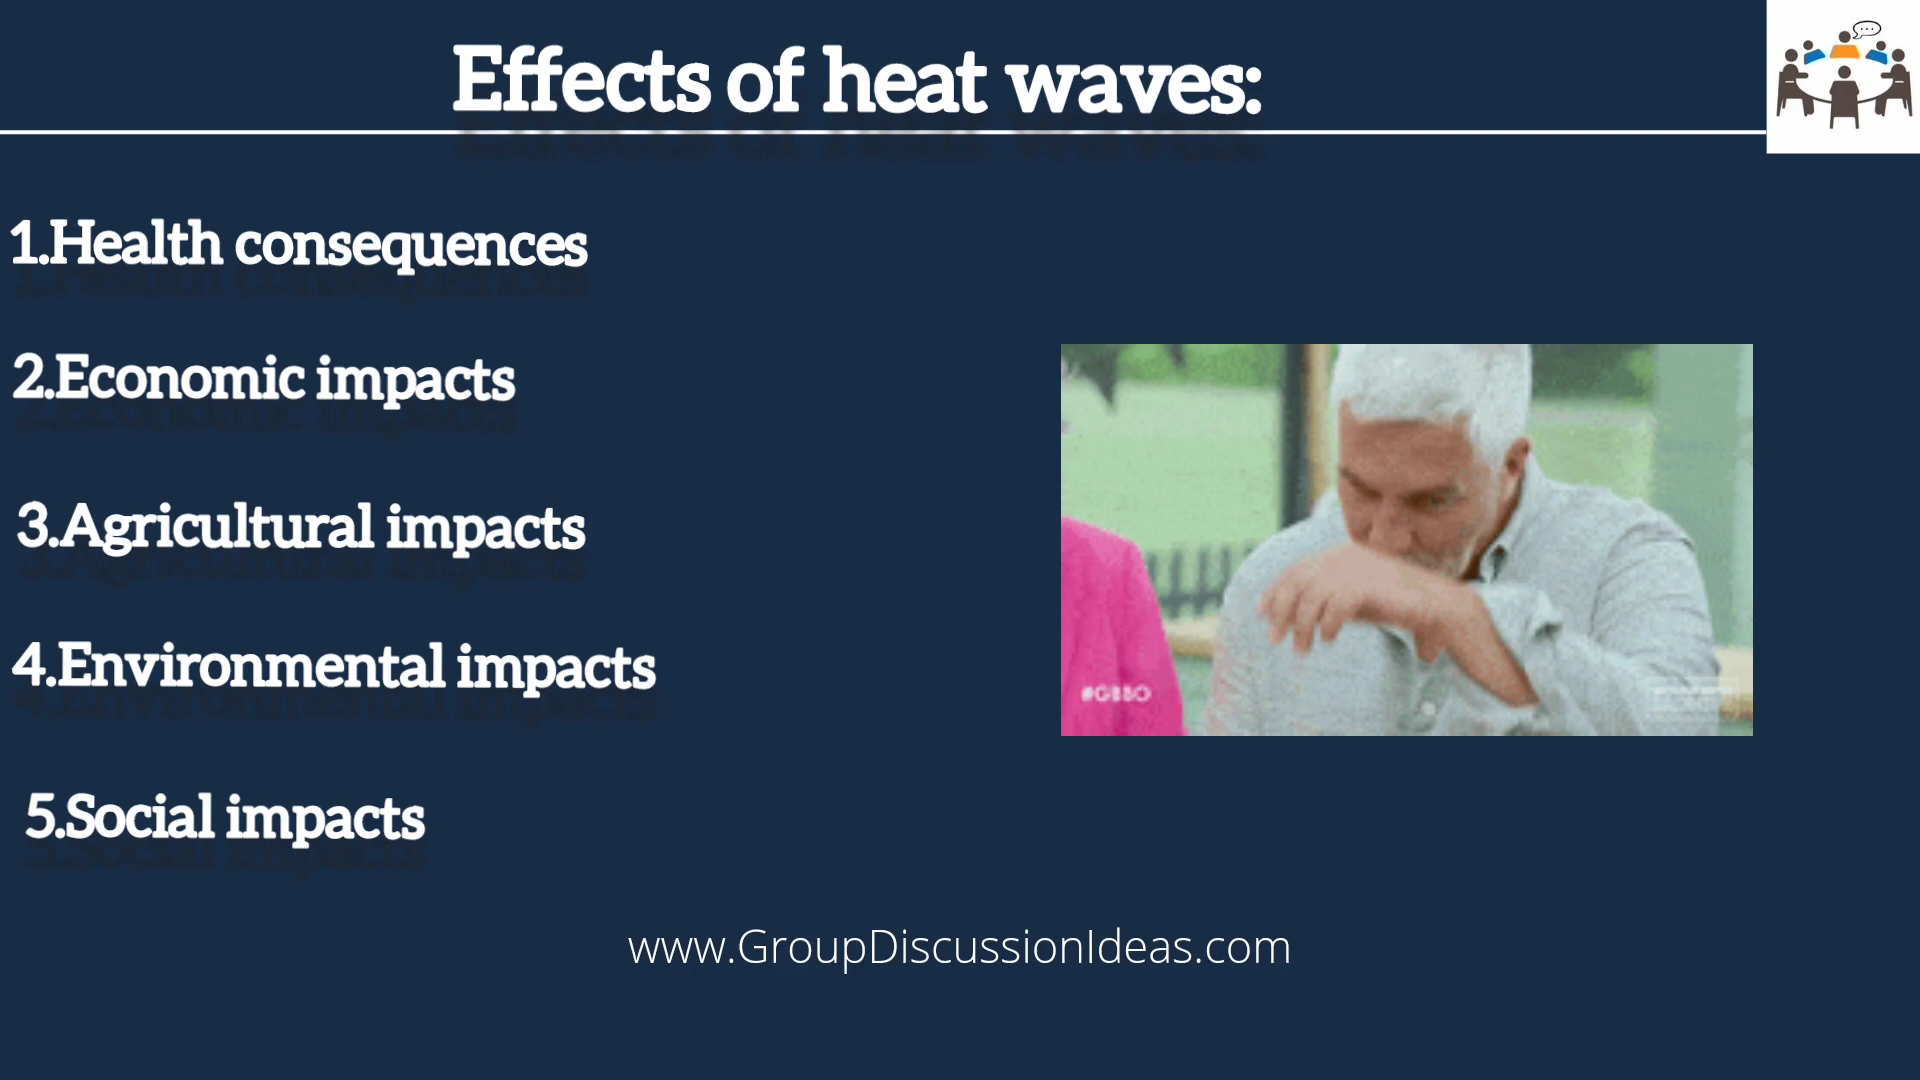 Effects of heat waves:
1.Health consequences
2.Economic impacts
3.Agricultural impacts
4.Environmental impacts
5.Social impacts
#GBBO
www.GroupDiscussionIdeas.com